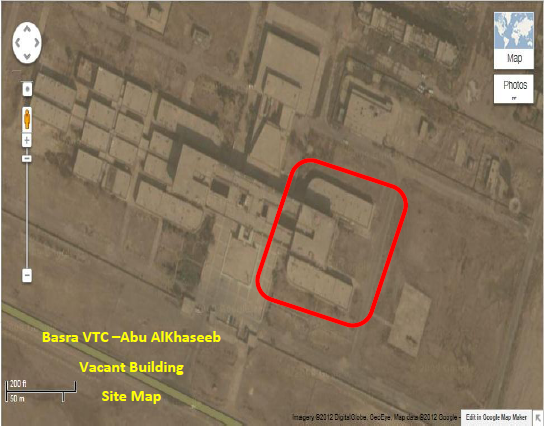 Map
Photos
Basra VTC –Abu AlKhaseeb
Vacant Building
Site Map
200 ft
50 m
Imagery ©2012 DigitalGlobe, GeoEye, Map data ©2012 Google - Edit in Google Map Maker